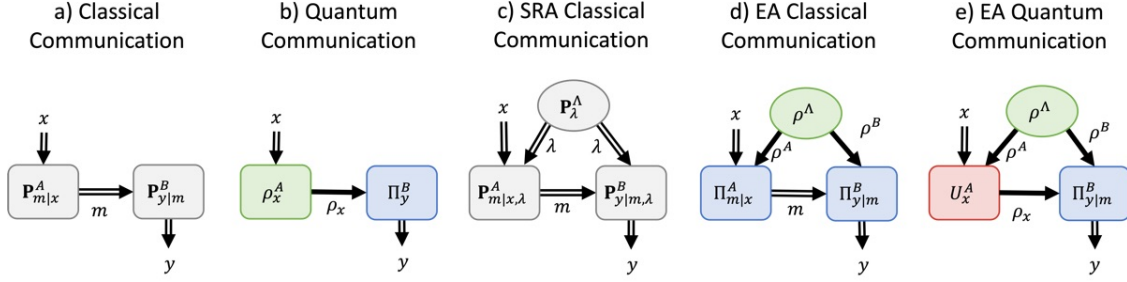 a) Classical
Communication
b) Quantum
Communication
c) SRA Classical
Communication
d) EA Classical
Communication
e) EA Quantum
Communication
x
P^A_{m|x}
m
P^B_{y|m}
y
x
ρ^A_x
ρ_x
Π^B_y
y
x
P^Λ_λ
λ
λ
P^A_{m|x,λ}
m
P^B_{y|m,λ}
y
x
ρ^Λ
ρ^A
ρ^B
Π^A_{m|x}
m
Π^B_{y|m}
y
x
ρ^Λ
ρ^A
ρ^B
U^A_x
ρ_x
Π^B_{y|m}
y